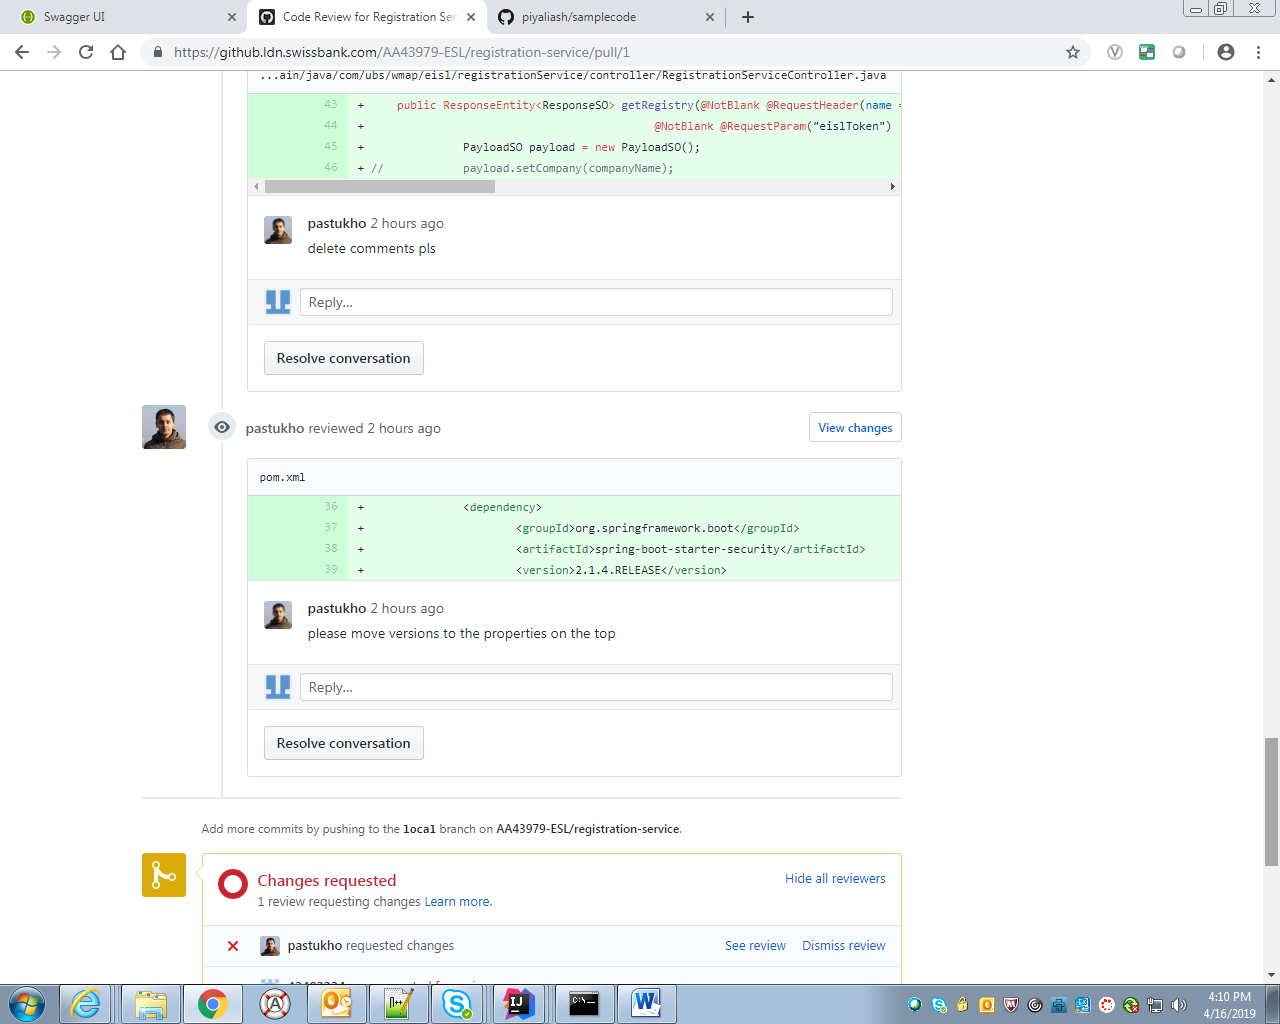 Swagger UI
Code Review for Registration Ser
piyaliash/samplecode
https://github.ldn.swissbank.com/AA43979-ESL/registration-service/pull/1
...ain/java/com/ubs/wmap/eisl/registrationService/controller/RegistrationServiceController.java
43 + public ResponseEntity<ResponseSO> getRegistry(@NotBlank @RequestHeader(name =
44 + @NotBlank @RequestParam("eislToken")
45 + PayloadSO payload = new PayloadSO();
46 + // payload.setCompany(companyName);
pastukho 2 hours ago
delete comments pls
Reply...
Resolve conversation
pastukho reviewed 2 hours ago
View changes
pom.xml
36 + <dependency>
37 + <groupId>org.springframework.boot</groupId>
38 + <artifactId>spring-boot-starter-security</artifactId>
39 + <version>2.1.4.RELEASE</version>
pastukho 2 hours ago
please move versions to the properties on the top
Reply...
Resolve conversation
Add more commits by pushing to the local branch on AA43979-ESL/registration-service.
Changes requested
Hide all reviewers
1 review requesting changes Learn more.
pastukho requested changes
See review Dismiss review
4:10 PM
4/16/2019